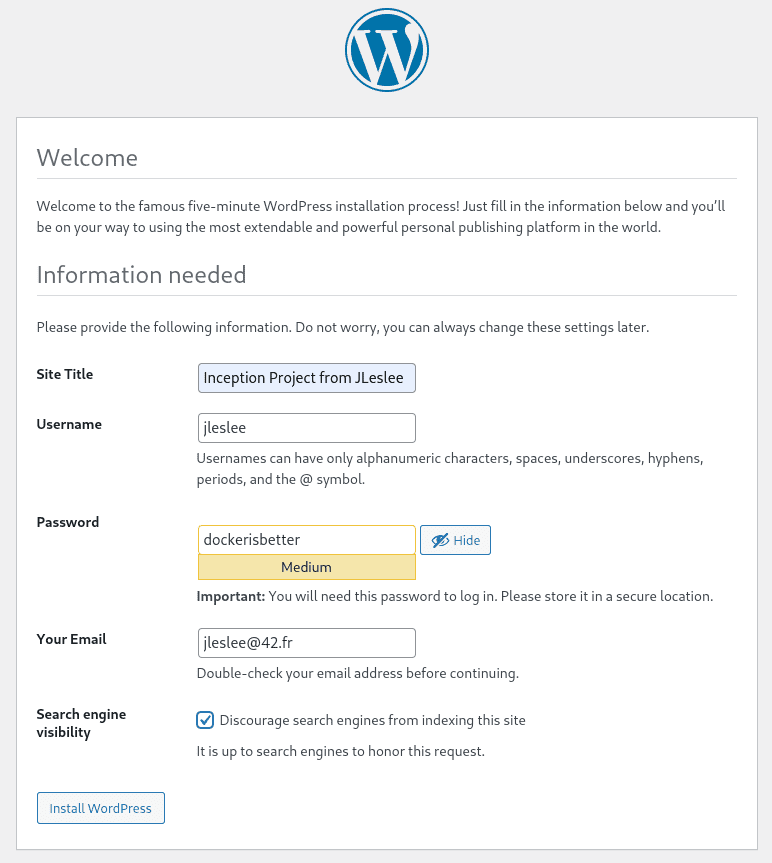 Welcome
Welcome to the famous five-minute WordPress installation process! Just fill in the information below and you’ll
be on your way to using the most extendable and powerful personal publishing platform in the world.
Information needed
Please provide the following information. Do not worry, you can always change these settings later.
Site Title
Inception Project from JLeslee
Username
jleslee
Usernames can have only alphanumeric characters, spaces, underscores, hyphens,
periods, and the @ symbol.
Password
dockerisbetter
Hide
Medium
Important: You will need this password to log in. Please store it in a secure location.
Your Email
jleslee@42.fr
Double-check your email address before continuing.
Search engine
visibility
Discourage search engines from indexing this site
It is up to search engines to honor this request.
Install WordPress